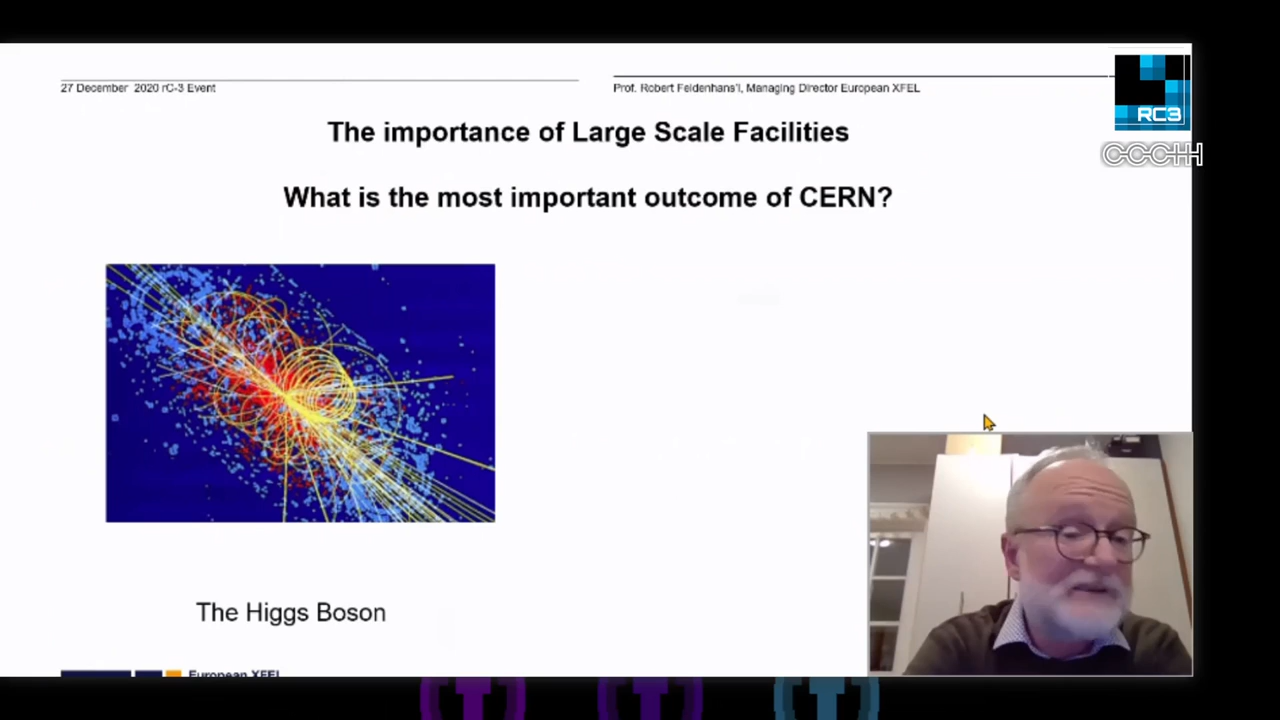 27 December 2020 rC-3 Event
Prof. Robert Feidenhans'l, Managing Director European XFEL
RC3
CCCHH
The importance of Large Scale Facilities
What is the most important outcome of CERN?
The Higgs Boson
European XFEL